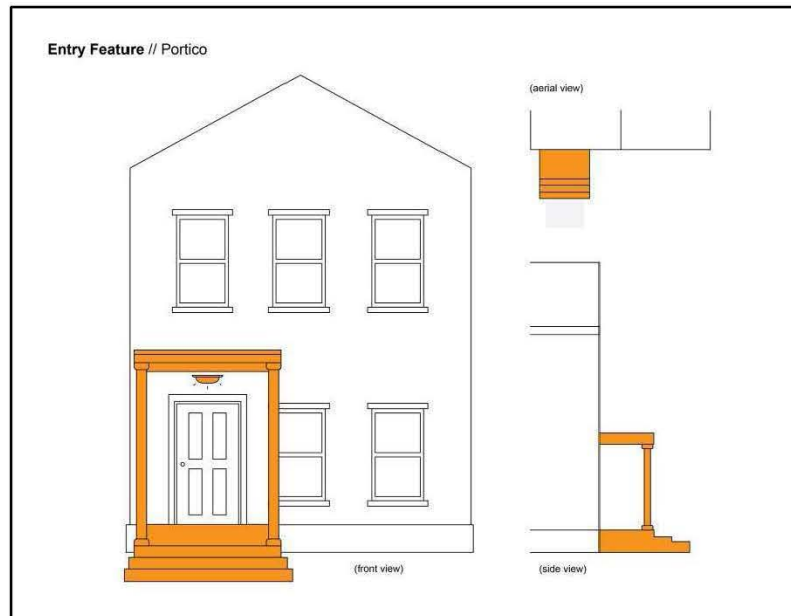 Entry Feature // Portico
(aerial view)
(front view)
(side view)